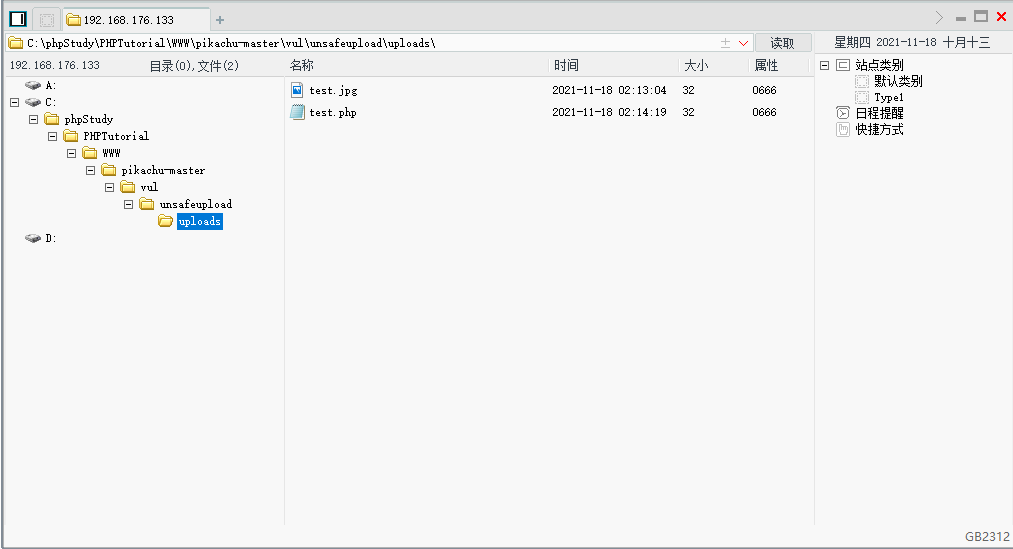 192.168.176.133
C:\phpStudy\PHPTutorial\WWW\pikachu-master\vul\unsafeupload\uploads\ 读取 星期四 2021-11-18 十月十三
192.168.176.133 目录(0),文件(2) 名称 时间 大小 属性
A:
C:
phpStudy
PHPTutorial
WWW
pikachu-master
vul
unsafeupload
uploads
D:
test.jpg 2021-11-18 02:13:04 32 0666
test.php 2021-11-18 02:14:19 32 0666
站点类别
默认类别
Type1
日程提醒
快捷方式
GB2312